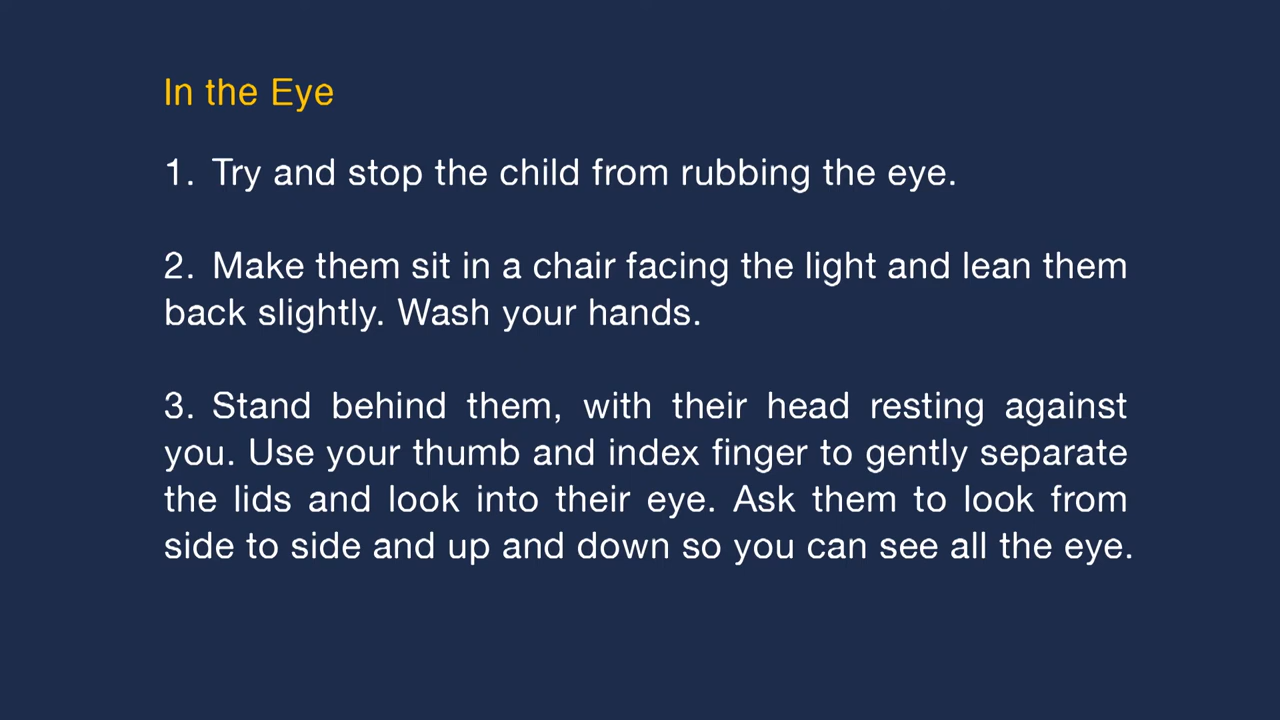 In the Eye
1. Try and stop the child from rubbing the eye.
2. Make them sit in a chair facing the light and lean them
back slightly. Wash your hands.
3. Stand behind them, with their head resting against
you. Use your thumb and index finger to gently separate
the lids and look into their eye. Ask them to look from
side to side and up and down so you can see all the eye.